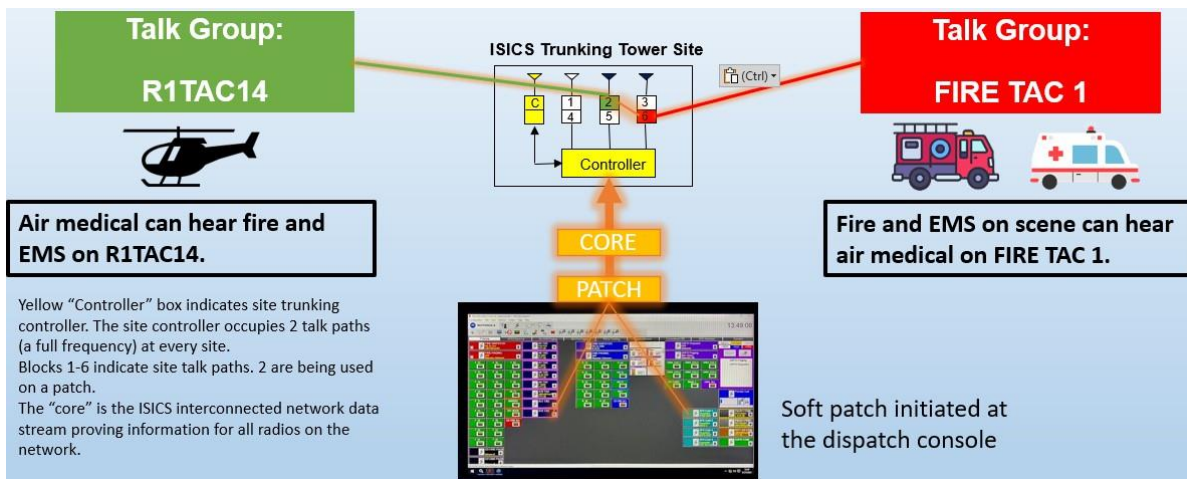 Talk Group:
R1TAC14
ISICS Trunking Tower Site
C
1
2
3
4
5
6
Controller
(Ctrl)
Talk Group:
FIRE TAC 1
Air medical can hear fire and
EMS on R1TAC14.
Fire and EMS on scene can hear
air medical on FIRE TAC 1.
CORE
PATCH
Yellow “Controller” box indicates site trunking
controller. The site controller occupies 2 talk paths
(a full frequency) at every site.
Blocks 1-6 indicate site talk paths. 2 are being used
on a patch.
The “core” is the ISICS interconnected network data
stream proving information for all radios on the
network.
Soft patch initiated at
the dispatch console